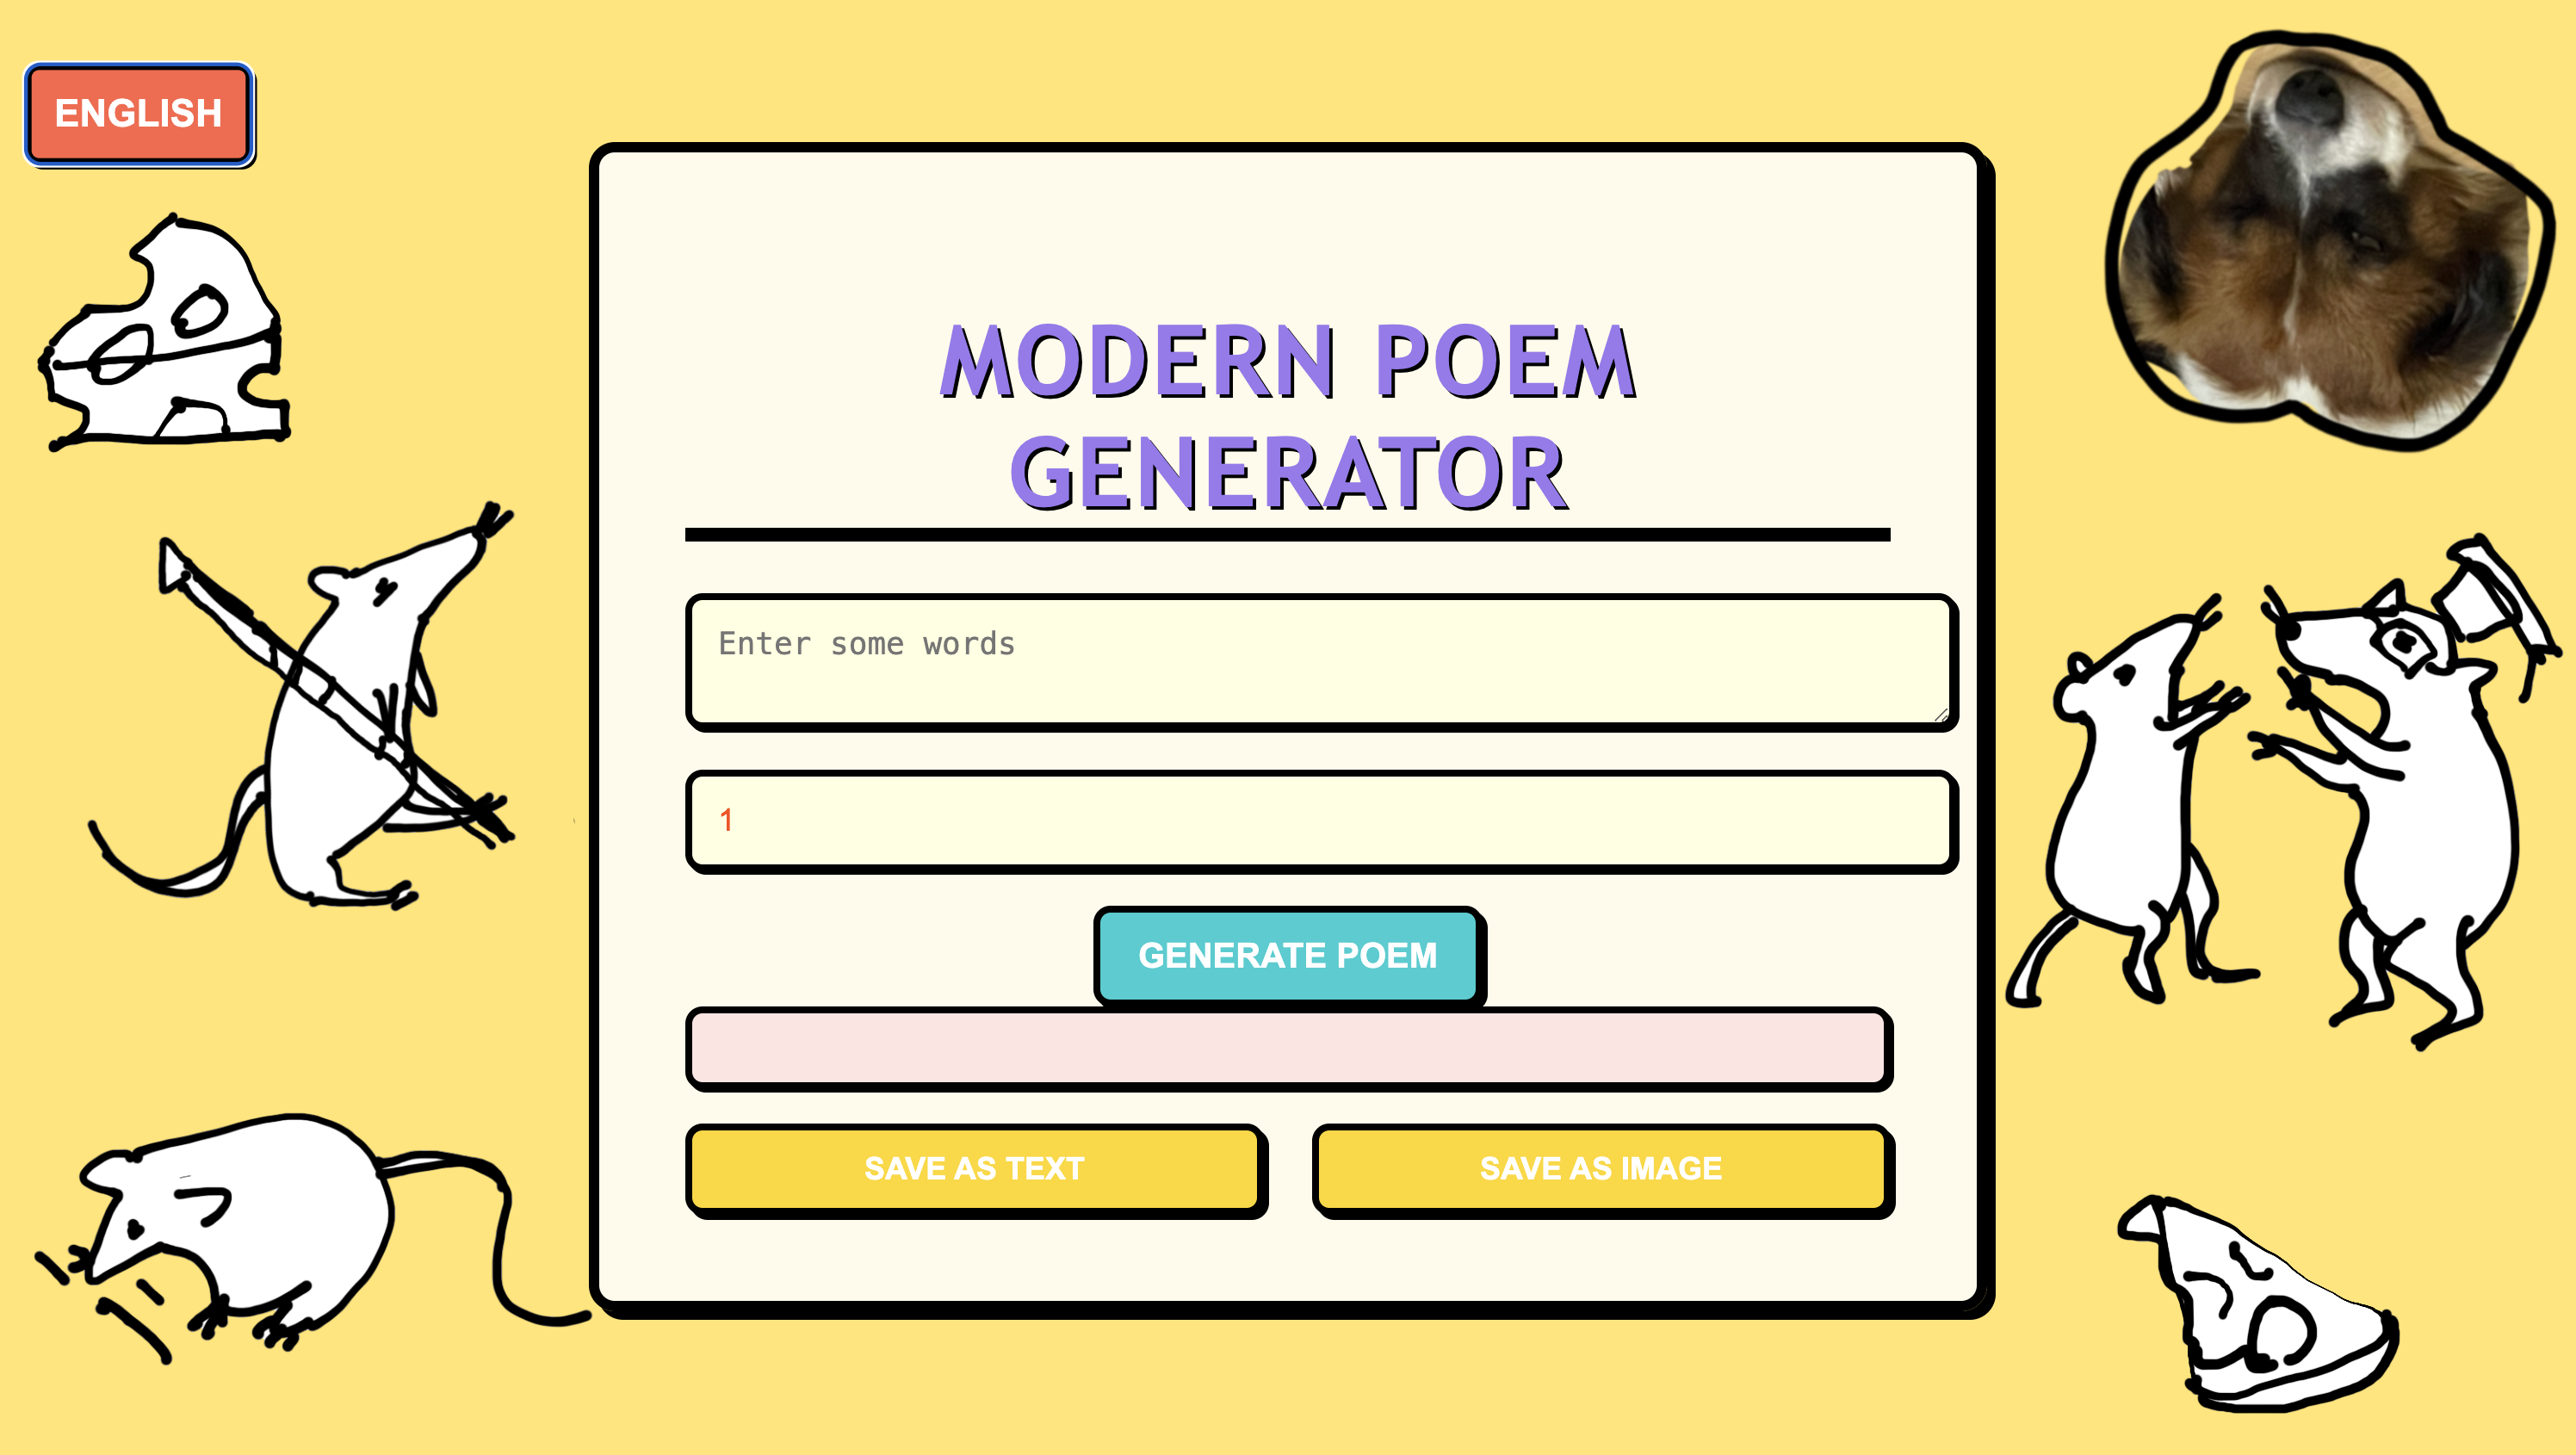 ENGLISH
MODERN POEM
GENERATOR
Enter some words
1
GENERATE POEM
SAVE AS TEXT
SAVE AS IMAGE